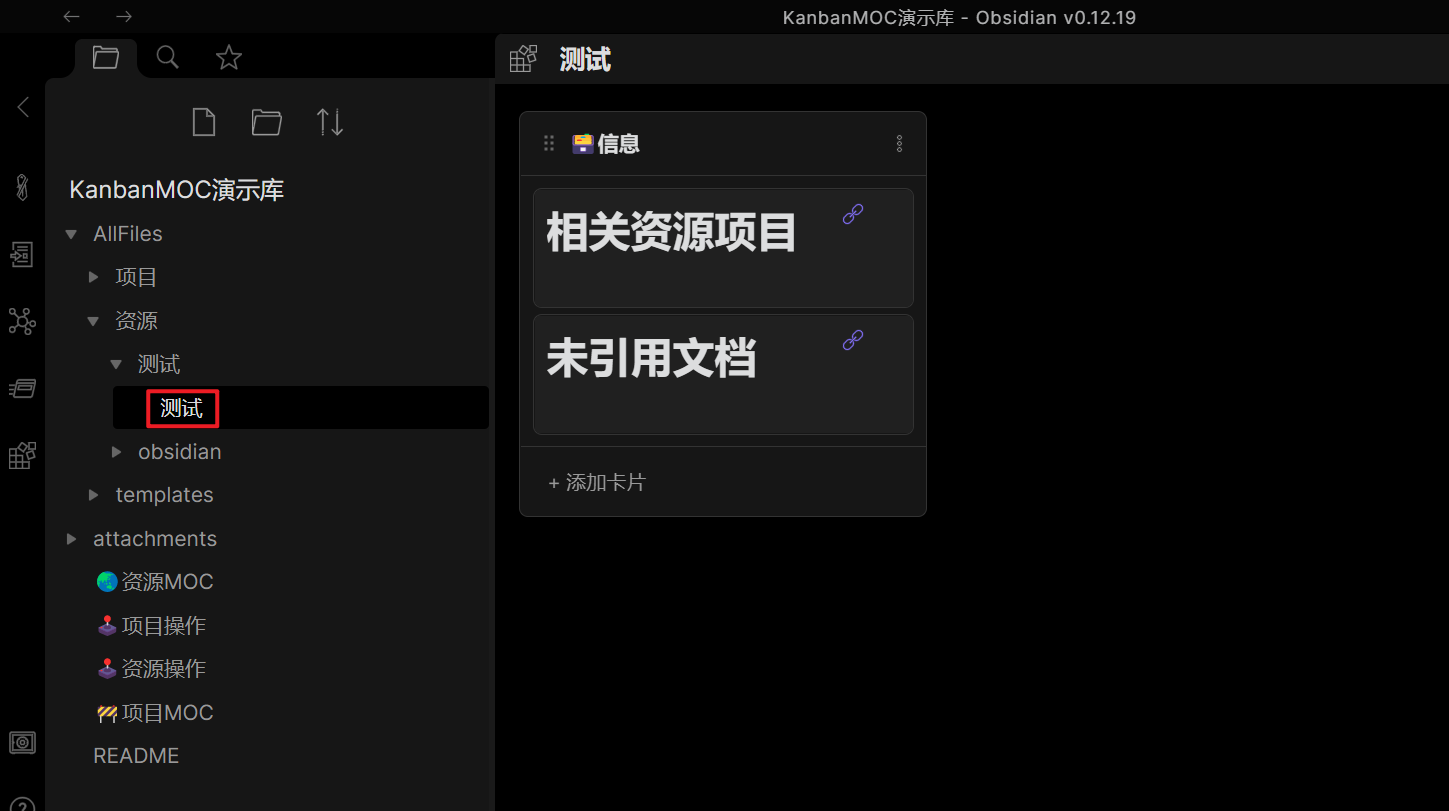 KanbanMOC演示库 - Obsidian v0.12.19
KanbanMOC演示库
AllFiles
项目
资源
测试
测试
obsidian
templates
attachments
资源MOC
项目操作
资源操作
项目MOC
README
测试
信息
相关资源项目
未引用文档
+ 添加卡片